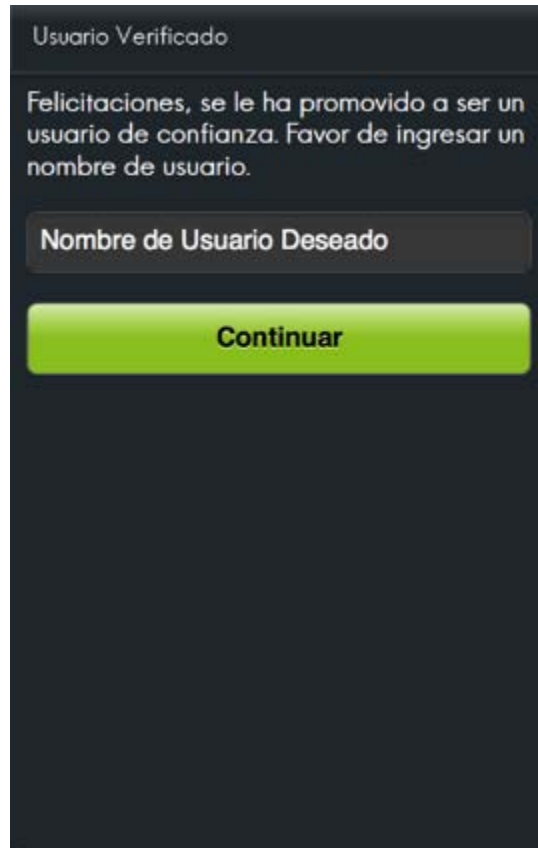 Usuario Verificado
Felicitaciones, se le ha promovido a ser un
usuario de confianza. Favor de ingresar un
nombre de usuario.
Nombre de Usuario Deseado
Continuar